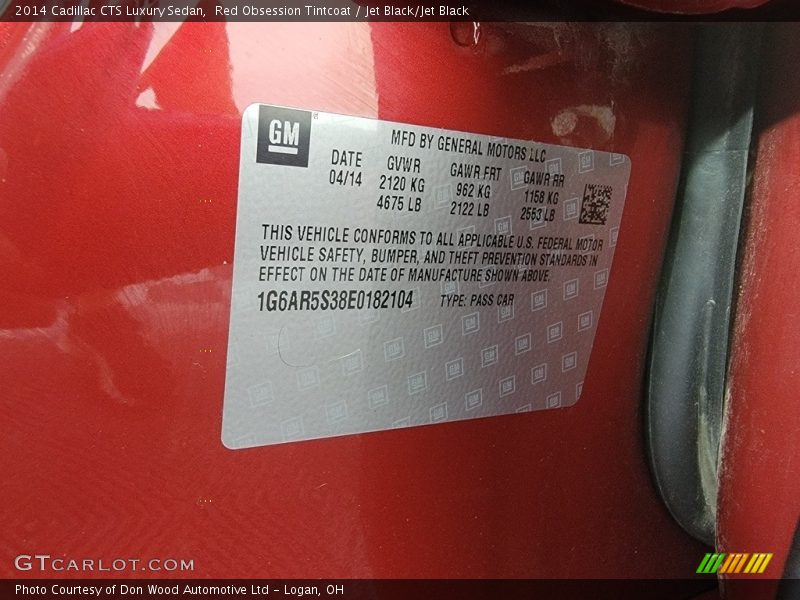 2014 Cadillac CTS Luxury Sedan,  Red Obsession Tintcoat / Jet Black/Jet Black
GM
MFD BY GENERAL MOTORS LLC
DATE GVWR GAWR FRT GAWR RR
04/14 2120 KG 962 KG 1158 KG
4675 LB 2122 LB 2553 LB
THIS VEHICLE CONFORMS TO ALL APPLICABLE U.S. FEDERAL MOTOR
VEHICLE SAFETY, BUMPER, AND THEFT PREVENTION STANDARDS IN
EFFECT ON THE DATE OF MANUFACTURE SHOWN ABOVE.
1G6AR5S38E0182104 TYPE: PASS CAR
GTCARLOT.COM
Photo Courtesy of Don Wood Automotive Ltd - Logan, OH